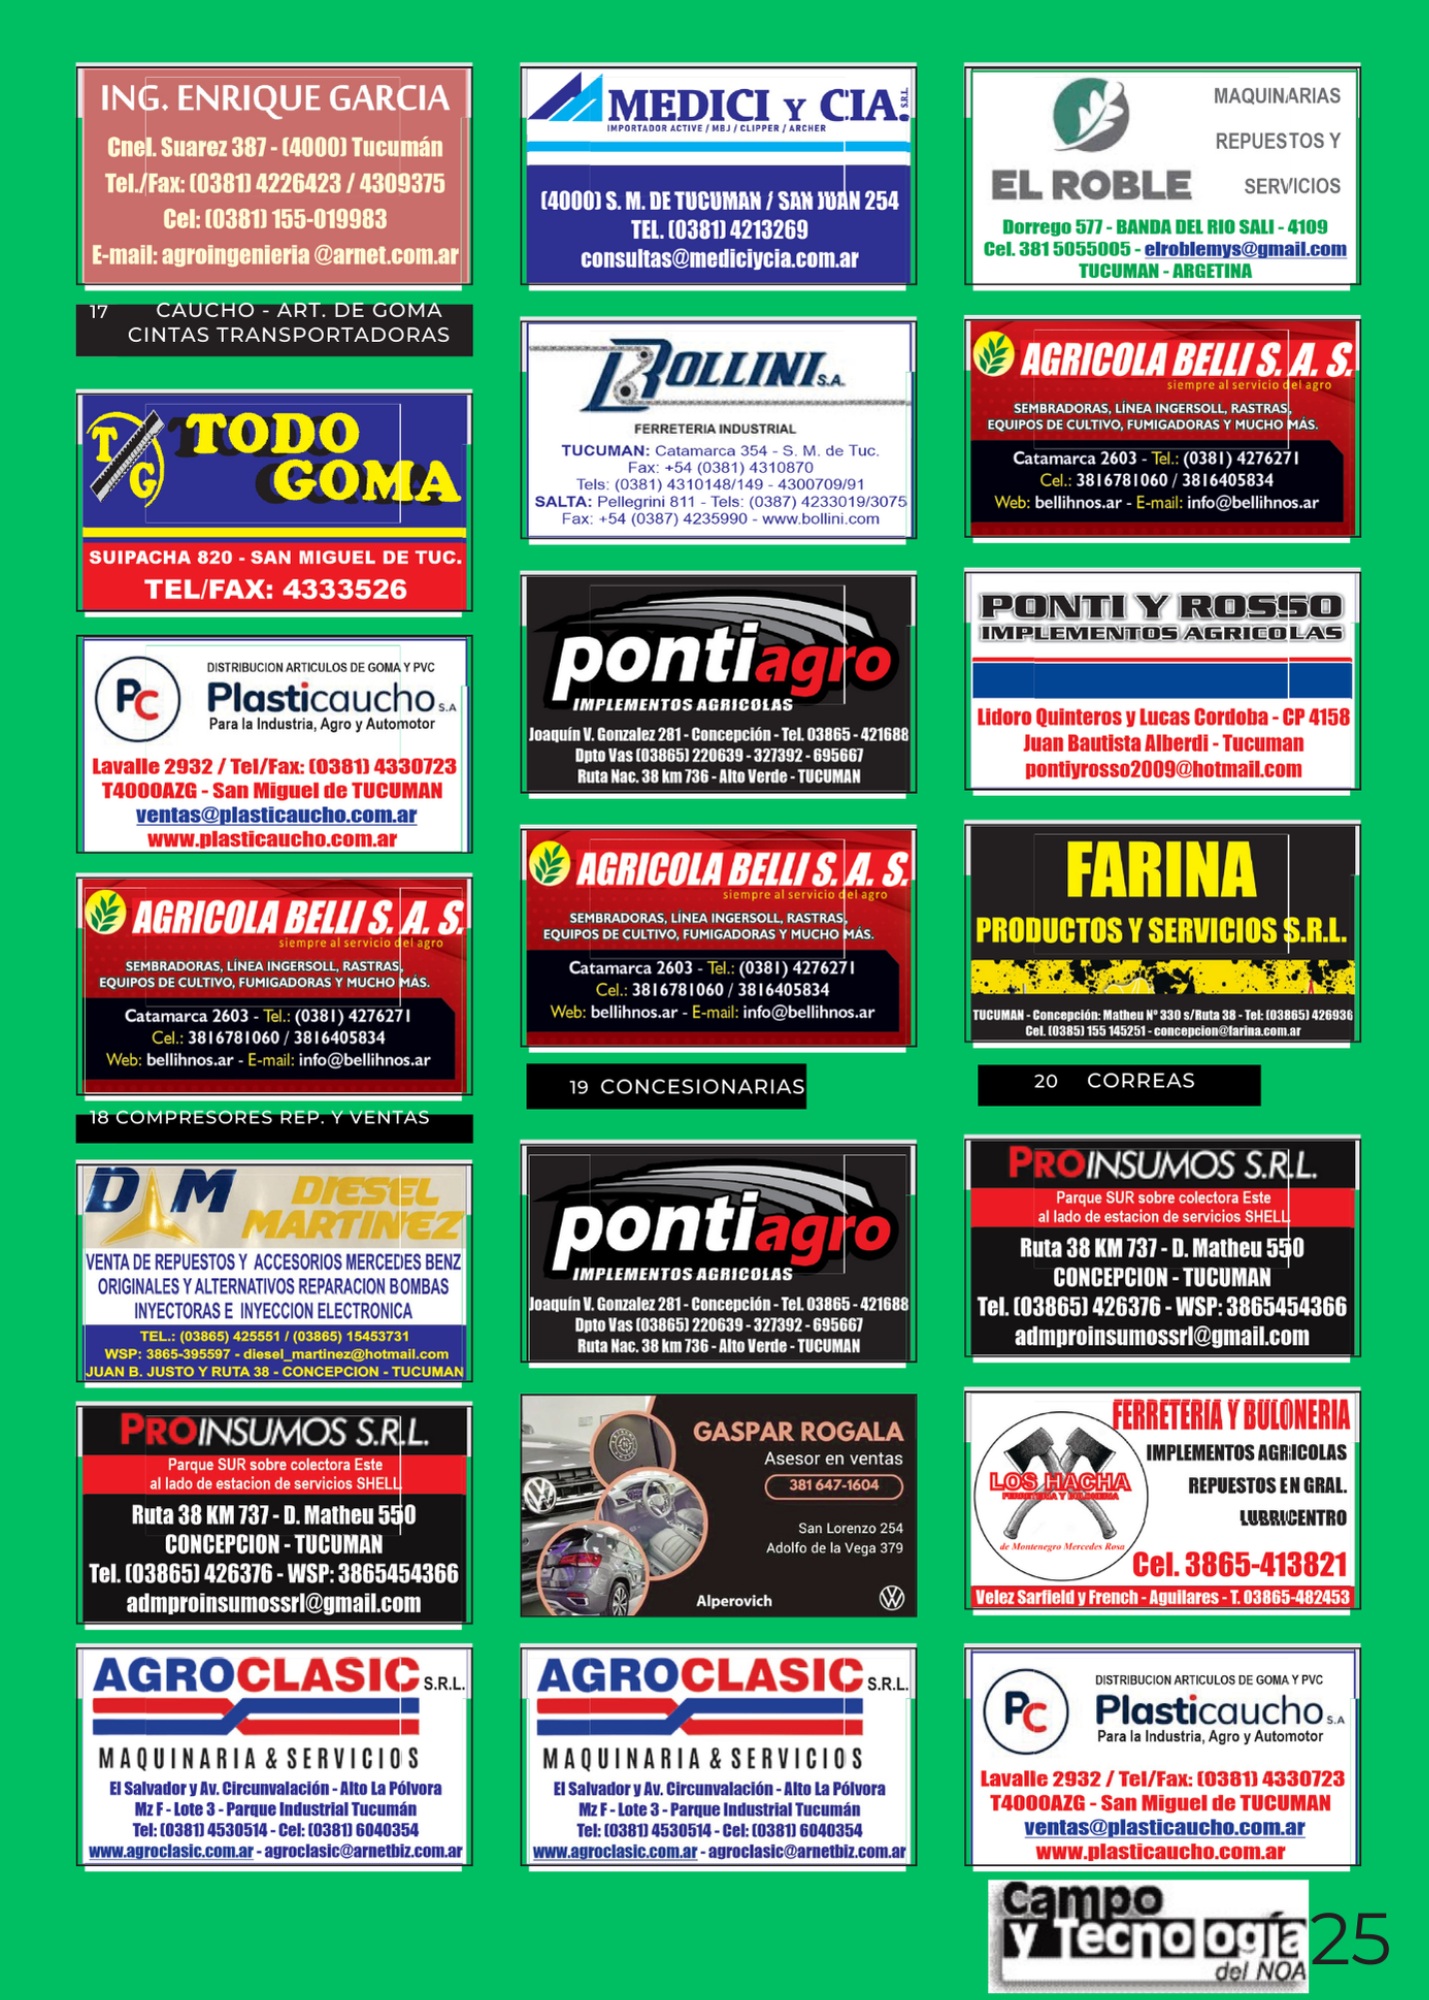 ING. ENRIQUE GARCIA
Cnel. Suarez 387 - (4000) Tucumán
Tel./Fax: (0381) 4226423 / 4309375
Cel: (0381) 155-019983
E-mail: agroingenieria @arnet.com.ar
17 CAUCHO - ART. DE GOMA
CINTAS TRANSPORTADORAS
TG
TODO
GOMA
SUIPACHA 820 - SAN MIGUEL DE TUC.
TEL/FAX: 4333526
DISTRIBUCION ARTICULOS DE GOMA Y PVC
PC Plasticaucho S.A
Para la Industria, Agro y Automotor
Lavalle 2932 / Tel/Fax: (0381) 4330723
T4000AZG - San Miguel de TUCUMAN
ventas@plasticaucho.com.ar
www.plasticaucho.com.ar
AGRICOLA BELLI S. A. S.
siempre al servicio del agro
SEMBRADORAS, LÍNEA INGERSOLL, RASTRAS,
EQUIPOS DE CULTIVO, FUMIGADORAS Y MUCHO MÁS.
Catamarca 2603 - Tel.: (0381) 4276271
Cel.: 3816781060 / 3816405834
Web: bellihnos.ar - E-mail: info@bellihnos.ar
18 COMPRESORES REP. Y VENTAS
DM DIESEL
MARTINEZ
VENTA DE REPUESTOS Y ACCESORIOS MERCEDES BENZ
ORIGINALES Y ALTERNATIVOS REPARACION BOMBAS
INYECTORAS E INYECCION ELECTRONICA
TEL.: (03865) 425551 / (03865) 15453731
WSP: 3865-395597 - diesel_martinez@hotmail.com
JUAN B. JUSTO Y RUTA 38 - CONCEPCION - TUCUMAN
PROINSUMOS S.R.L.
Parque SUR sobre colectora Este
al lado de estacion de servicios SHELL
Ruta 38 KM 737 - D. Matheu 550
CONCEPCION - TUCUMAN
Tel. (03865) 426376 - WSP: 3865454366
admproinsumossrl@gmail.com
AGROCLASIC S.R.L.
MAQUINARIA & SERVICIOS
El Salvador y Av. Circunvalación - Alto La Pólvora
Mz F - Lote 3 - Parque Industrial Tucumán
Tel: (0381) 4530514 - Cel: (0381) 6040354
www.agroclasic.com.ar - agroclasic@arnetbiz.com.ar
MEDICI Y CIA. S.R.L.
IMPORTADOR ACTIVE / MBJ / CLIPPER / ARCHER
(4000) S. M. DE TUCUMAN / SAN JUAN 254
TEL. (0381) 4213269
consultas@mediciycia.com.ar
BOLLINI S.A.
FERRETERIA INDUSTRIAL
TUCUMAN: Catamarca 354 - S. M. de Tuc.
Fax: +54 (0381) 4310870
Tels: (0381) 4310148/149 - 4300709/91
SALTA: Pellegrini 811 - Tels: (0387) 4233019/3075
Fax: +54 (0387) 4235990 - www.bollini.com
pontiagro
IMPLEMENTOS AGRICOLAS
Joaquín V. Gonzalez 281 - Concepción - Tel. 03865 - 421688
Dpto Vas (03865) 220639 - 327392 - 695667
Ruta Nac. 38 km 736 - Alto Verde - TUCUMAN
AGRICOLA BELLI S. A. S.
siempre al servicio del agro
SEMBRADORAS, LÍNEA INGERSOLL, RASTRAS,
EQUIPOS DE CULTIVO, FUMIGADORAS Y MUCHO MÁS.
Catamarca 2603 - Tel.: (0381) 4276271
Cel.: 3816781060 / 3816405834
Web: bellihnos.ar - E-mail: info@bellihnos.ar
19 CONCESIONARIAS
pontiagro
IMPLEMENTOS AGRICOLAS
Joaquín V. Gonzalez 281 - Concepción - Tel. 03865 - 421688
Dpto Vas (03865) 220639 - 327392 - 695667
Ruta Nac. 38 km 736 - Alto Verde - TUCUMAN
GASPAR ROGALA
Asesor en ventas
381 647-1604
San Lorenzo 254
Adolfo de la Vega 379
Alperovich
AGROCLASIC S.R.L.
MAQUINARIA & SERVICIOS
El Salvador y Av. Circunvalación - Alto La Pólvora
Mz F - Lote 3 - Parque Industrial Tucumán
Tel: (0381) 4530514 - Cel: (0381) 6040354
www.agroclasic.com.ar - agroclasic@arnetbiz.com.ar
EL ROBLE
MAQUINARIAS
REPUESTOS Y
SERVICIOS
Dorrego 577 - BANDA DEL RIO SALI - 4109
Cel. 381 5055005 - elroblemys@gmail.com
TUCUMAN - ARGETINA
AGRICOLA BELLI S. A. S.
siempre al servicio del agro
SEMBRADORAS, LÍNEA INGERSOLL, RASTRAS,
EQUIPOS DE CULTIVO, FUMIGADORAS Y MUCHO MÁS.
Catamarca 2603 - Tel.: (0381) 4276271
Cel.: 3816781060 / 3816405834
Web: bellihnos.ar - E-mail: info@bellihnos.ar
PONTI Y ROSSO
IMPLEMENTOS AGRICOLAS
Lidoro Quinteros y Lucas Cordoba - CP 4158
Juan Bautista Alberdi - Tucuman
pontiyrosso2009@hotmail.com
FARINA
PRODUCTOS Y SERVICIOS S.R.L.
TUCUMAN - Concepción: Matheu Nº 330 s/Ruta 38 - Tel: (03865) 426936
Cel. (0385) 155 145251 - concepcion@farina.com.ar
20 CORREAS
PROINSUMOS S.R.L.
Parque SUR sobre colectora Este
al lado de estacion de servicios SHELL
Ruta 38 KM 737 - D. Matheu 550
CONCEPCION - TUCUMAN
Tel. (03865) 426376 - WSP: 3865454366
admproinsumossrl@gmail.com
FERRETERIA Y BULONERIA
IMPLEMENTOS AGRICOLAS
REPUESTOS EN GRAL.
LUBRICENTRO
LOS HACHA
FERRETERIA Y BULONERIA
de Montenegro Mercedes Rosa
Cel. 3865-413821
Velez Sarfield y French - Aguilares - T. 03865-482453
DISTRIBUCION ARTICULOS DE GOMA Y PVC
PC Plasticaucho S.A
Para la Industria, Agro y Automotor
Lavalle 2932 / Tel/Fax: (0381) 4330723
T4000AZG - San Miguel de TUCUMAN
ventas@plasticaucho.com.ar
www.plasticaucho.com.ar
Campo
y Tecnología
del NOA
25